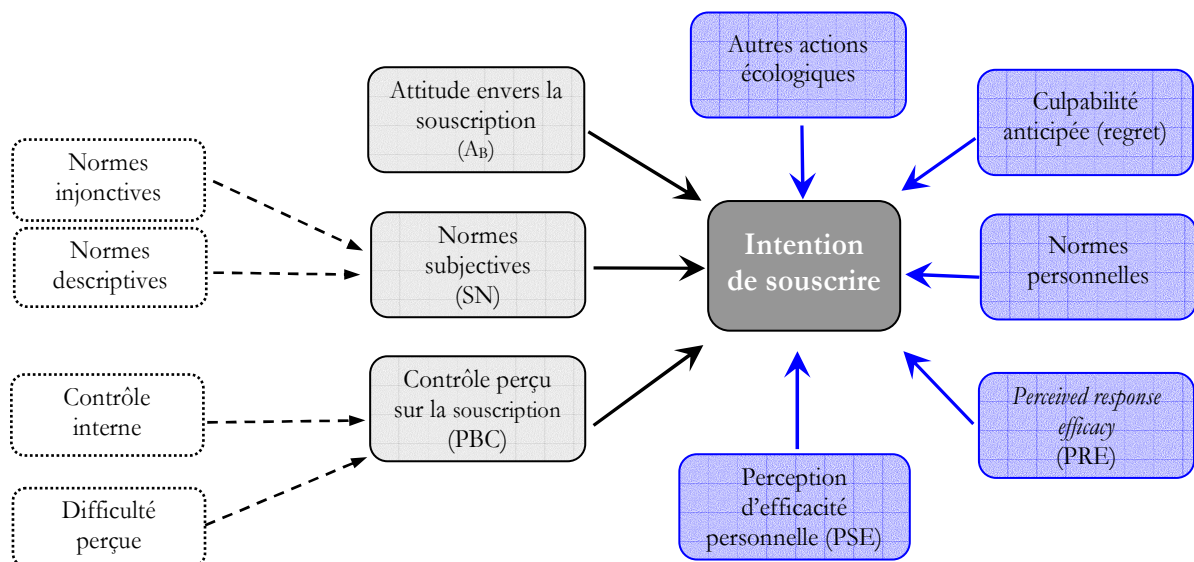 Autres actions
écologiques
Attitude envers la
souscription
(AB)
Culpabilité
anticipée (regret)
Normes
injonctives
Normes
descriptives
Normes
subjectives
(SN)
Intention
de souscrire
Normes
personnelles
Contrôle
interne
Contrôle perçu
sur la souscription
(PBC)
Perceived response
efficacy
(PRE)
Difficulté
perçue
Perception
d’efficacité
personnelle (PSE)